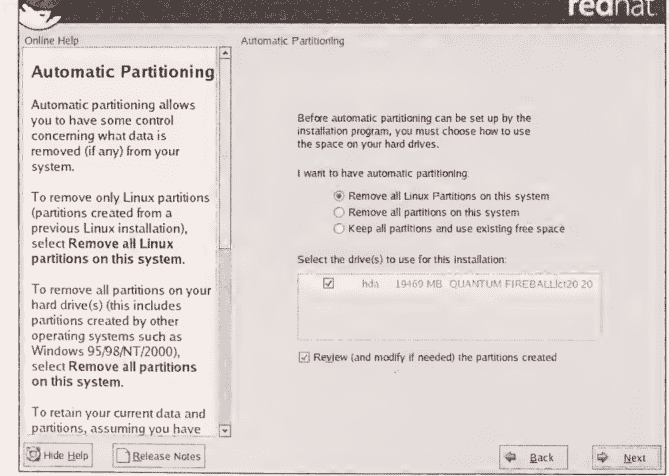 redhat
Online Help
Automatic Partitioning
Automatic Partitioning
Automatic partitioning allows
you to have some control
concerning what data is
removed (if any) from your
system.
To remove only Linux partitions
(partitions created from a
previous Linux installation),
select Remove all Linux
partitions on this system.
To remove all partitions on your
hard drive(s) (this includes
partitions created by other
operating systems such as
Windows 95/98/NT/2000),
select Remove all partitions
on this system.
To retain your current data and
partitions, assuming you have
Before automatic partitioning can be set up by the
installation program, you must choose how to use
the space on your hard drives.
I want to have automatic partitioning:
Remove all Linux Partitions on this system
Remove all partitions on this system
Keep all partitions and use existing free space
Select the drive(s) to use for this installation:
hda 19469 MB QUANTUM FIREBALLlct20 20
Review (and modify if needed) the partitions created
Hide Help
Release Notes
Back
Next